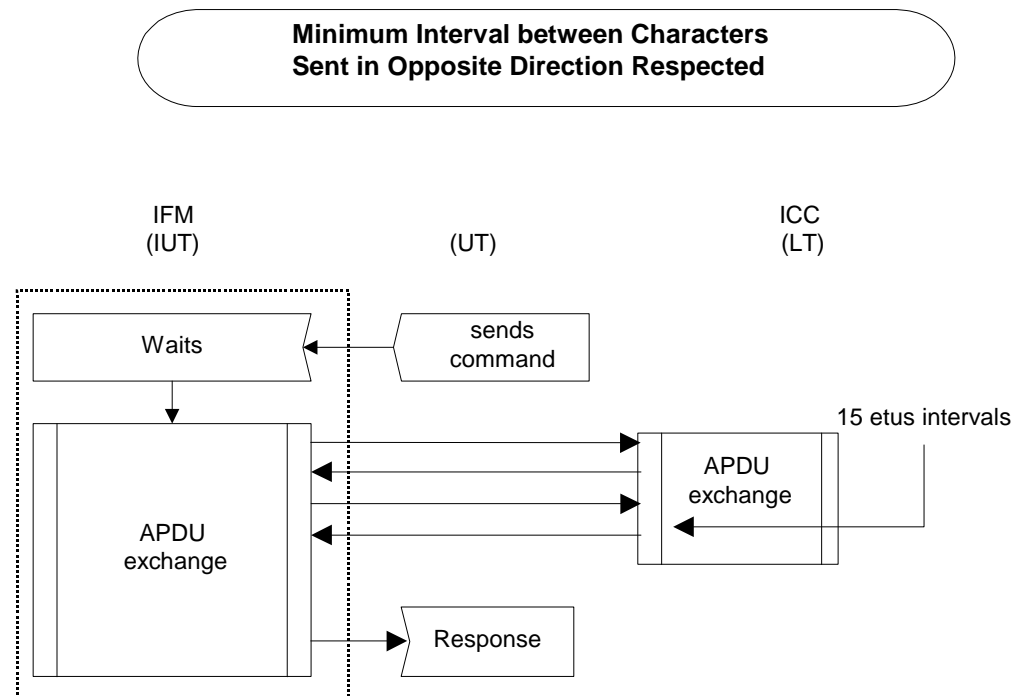 Minimum Interval between Characters
Sent in Opposite Direction Respected
IFM
(IUT)
(UT)
ICC
(LT)
Waits
sends
command
15 etus intervals
APDU
exchange
APDU
exchange
Response